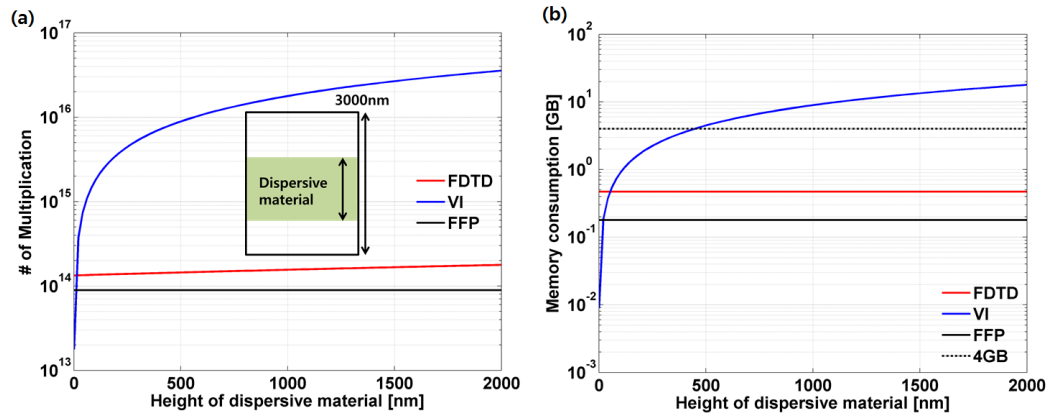 (a)
# of Multiplication
10^17
10^16
10^15
10^14
10^13
3000nm
Dispersive
material
FDTD
VI
FFP
0
500
1000
1500
2000
Height of dispersive material [nm]
(b)
Memory consumption [GB]
10^2
10^1
10^0
10^-1
10^-2
10^-3
FDTD
VI
FFP
4GB
0
500
1000
1500
2000
Height of dispersive material [nm]